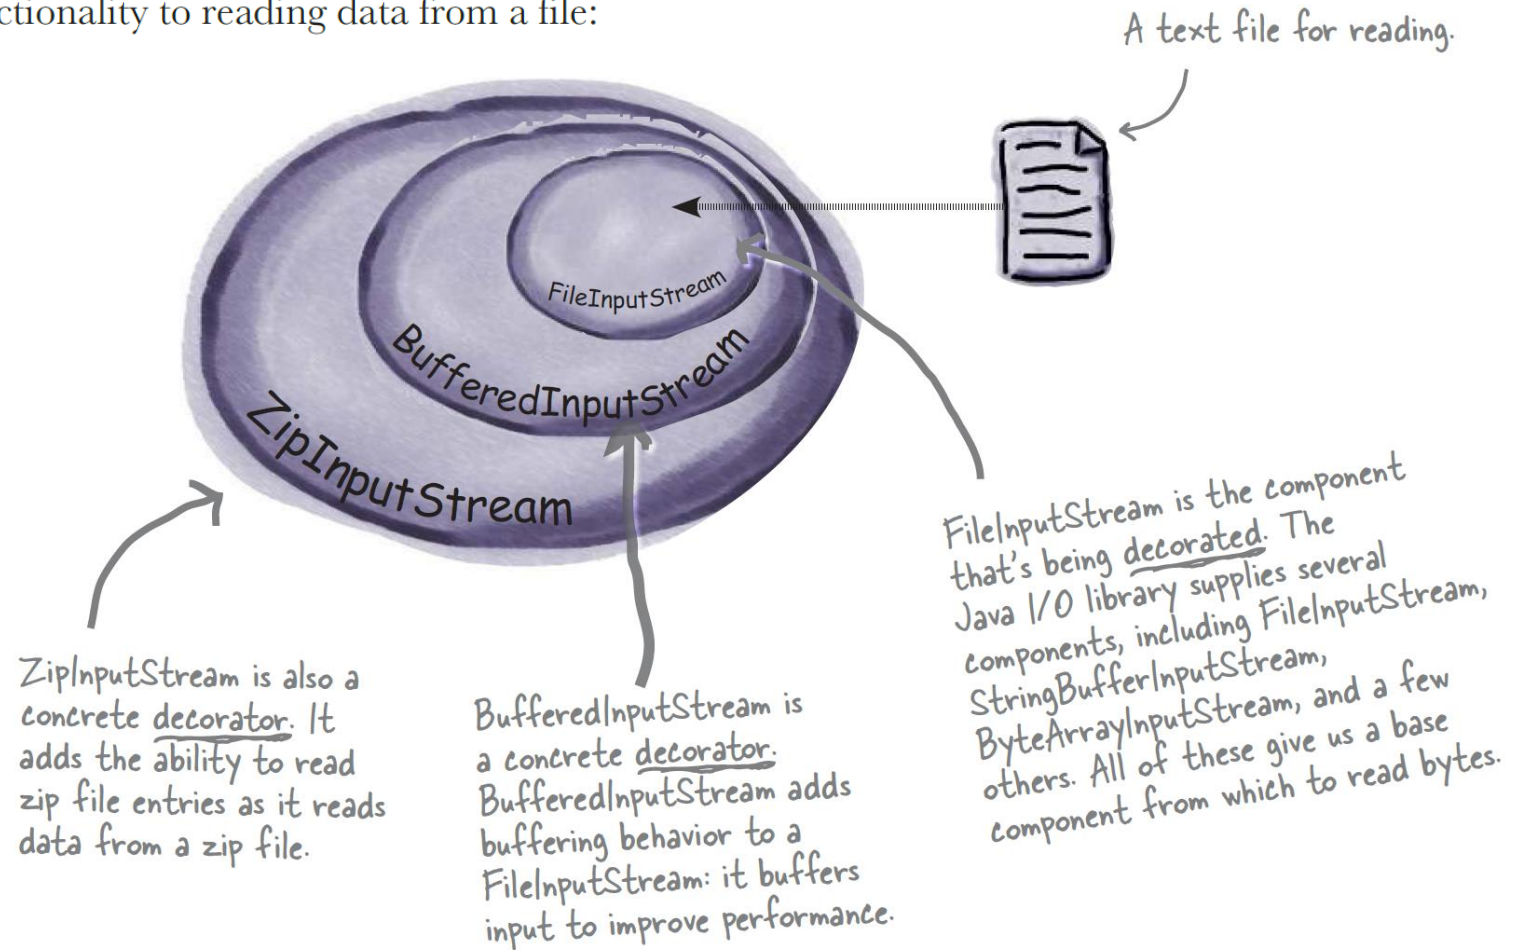 ctionality to reading data from a file:
A text file for reading.
FileInputStream
BufferedInputStream
ZipInputStream
ZipInputStream is also a
concrete decorator. It
adds the ability to read
zip file entries as it reads
data from a zip file.
BufferedInputStream is
a concrete decorator.
BufferedInputStream adds
buffering behavior to a
FileInputStream: it buffers
input to improve performance.
FileInputStream is the component
that's being decorated. The
Java I/O library supplies several
components, including FileInputStream,
StringBufferInputStream,
ByteArrayInputStream, and a few
others. All of these give us a base
component from which to read bytes.